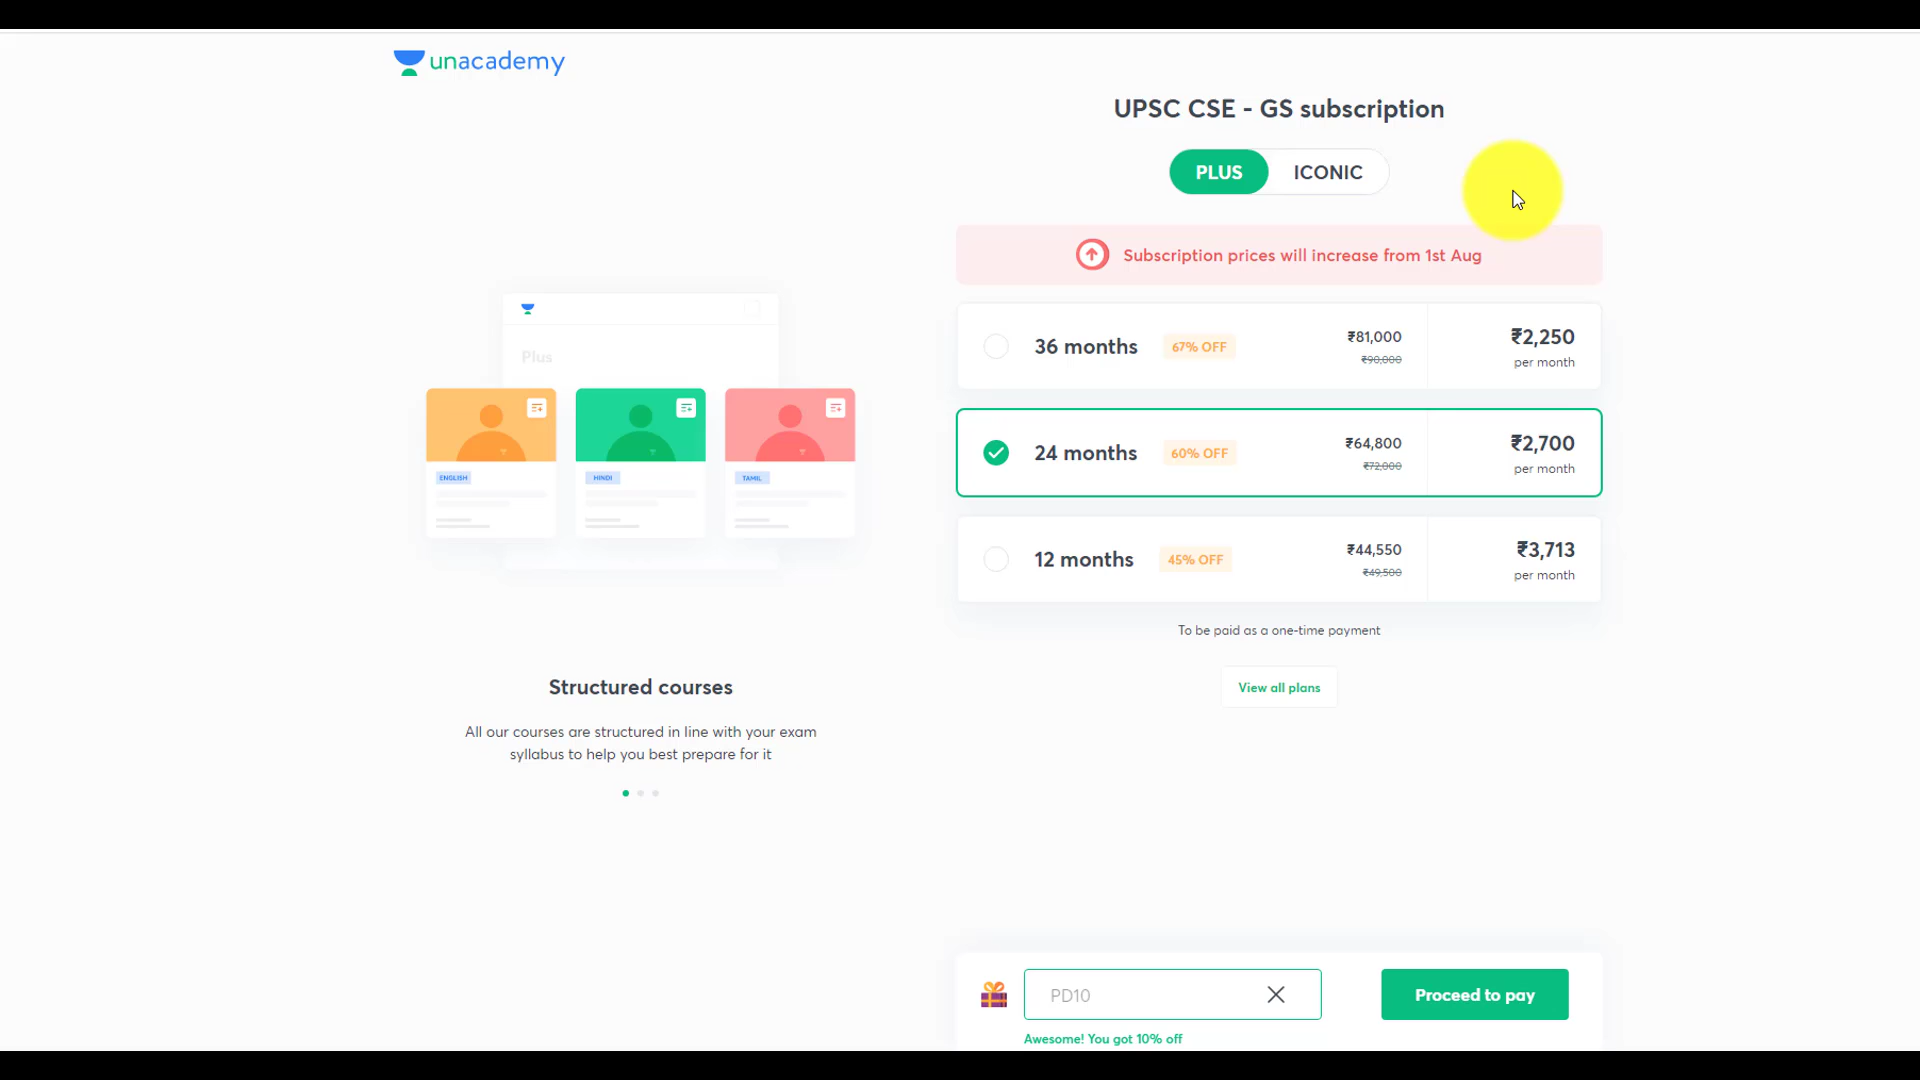 unacademy
UPSC CSE - GS subscription
PLUS
ICONIC
Subscription prices will increase from 1st Aug
36 months
67% OFF
₹81,000
₹90,000
₹2,250
per month
24 months
60% OFF
₹64,800
₹72,000
₹2,700
per month
12 months
45% OFF
₹44,550
₹49,500
₹3,713
per month
To be paid as a one-time payment
View all plans
Plus
ENGLISH
HINDI
TAMIL
Structured courses
All our courses are structured in line with your exam
syllabus to help you best prepare for it
PD10
Proceed to pay
Awesome! You got 10% off